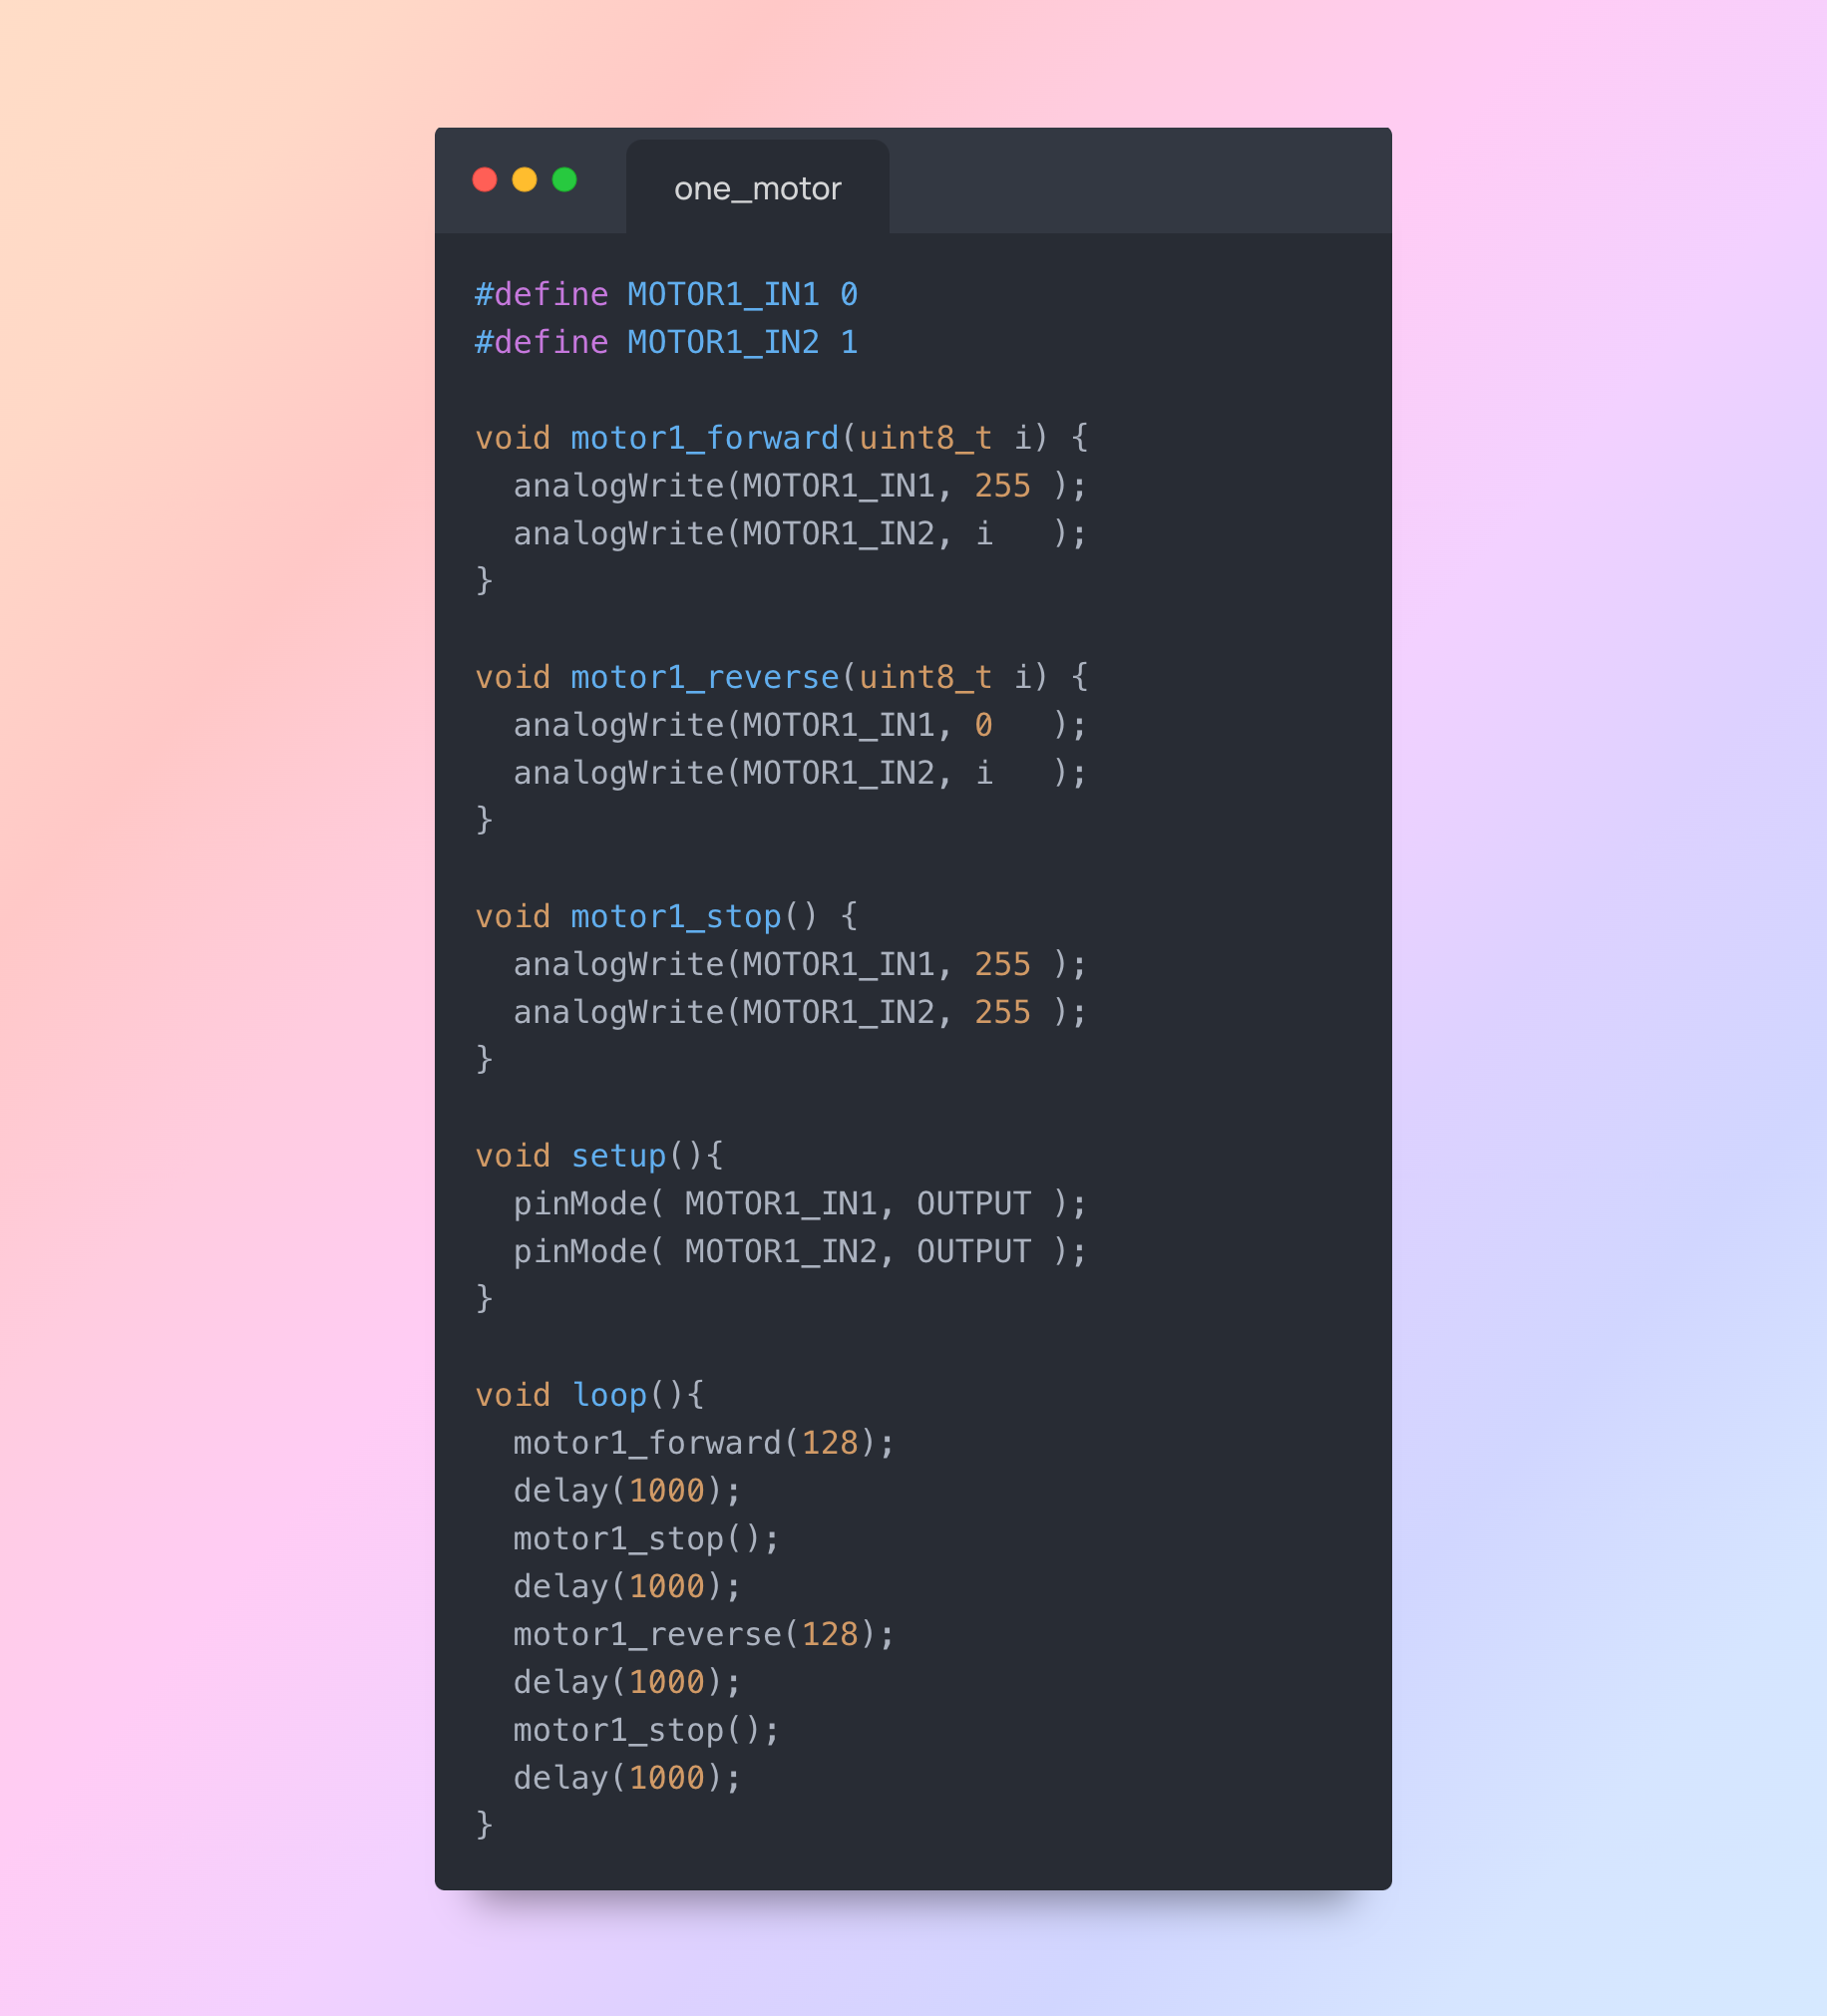 one_motor
#define MOTOR1_IN1 0
#define MOTOR1_IN2 1
void motor1_forward(uint8_t i) {
  analogWrite(MOTOR1_IN1, 255 );
  analogWrite(MOTOR1_IN2, i   );
}
void motor1_reverse(uint8_t i) {
  analogWrite(MOTOR1_IN1, 0   );
  analogWrite(MOTOR1_IN2, i   );
}
void motor1_stop() {
  analogWrite(MOTOR1_IN1, 255 );
  analogWrite(MOTOR1_IN2, 255 );
}
void setup(){
  pinMode( MOTOR1_IN1, OUTPUT );
  pinMode( MOTOR1_IN2, OUTPUT );
}
void loop(){
  motor1_forward(128);
  delay(1000);
  motor1_stop();
  delay(1000);
  motor1_reverse(128);
  delay(1000);
  motor1_stop();
  delay(1000);
}